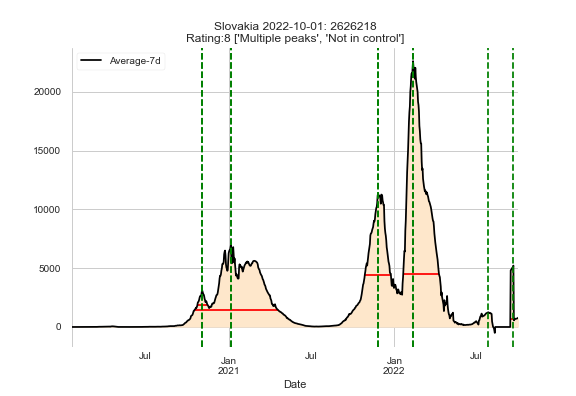 Slovakia 2022-10-01: 2626218
Rating:8 ['Multiple peaks', 'Not in control']
Average-7d
20000
15000
10000
5000
0
Jul
Jan
2021
Jul
Jan
2022
Jul
Date